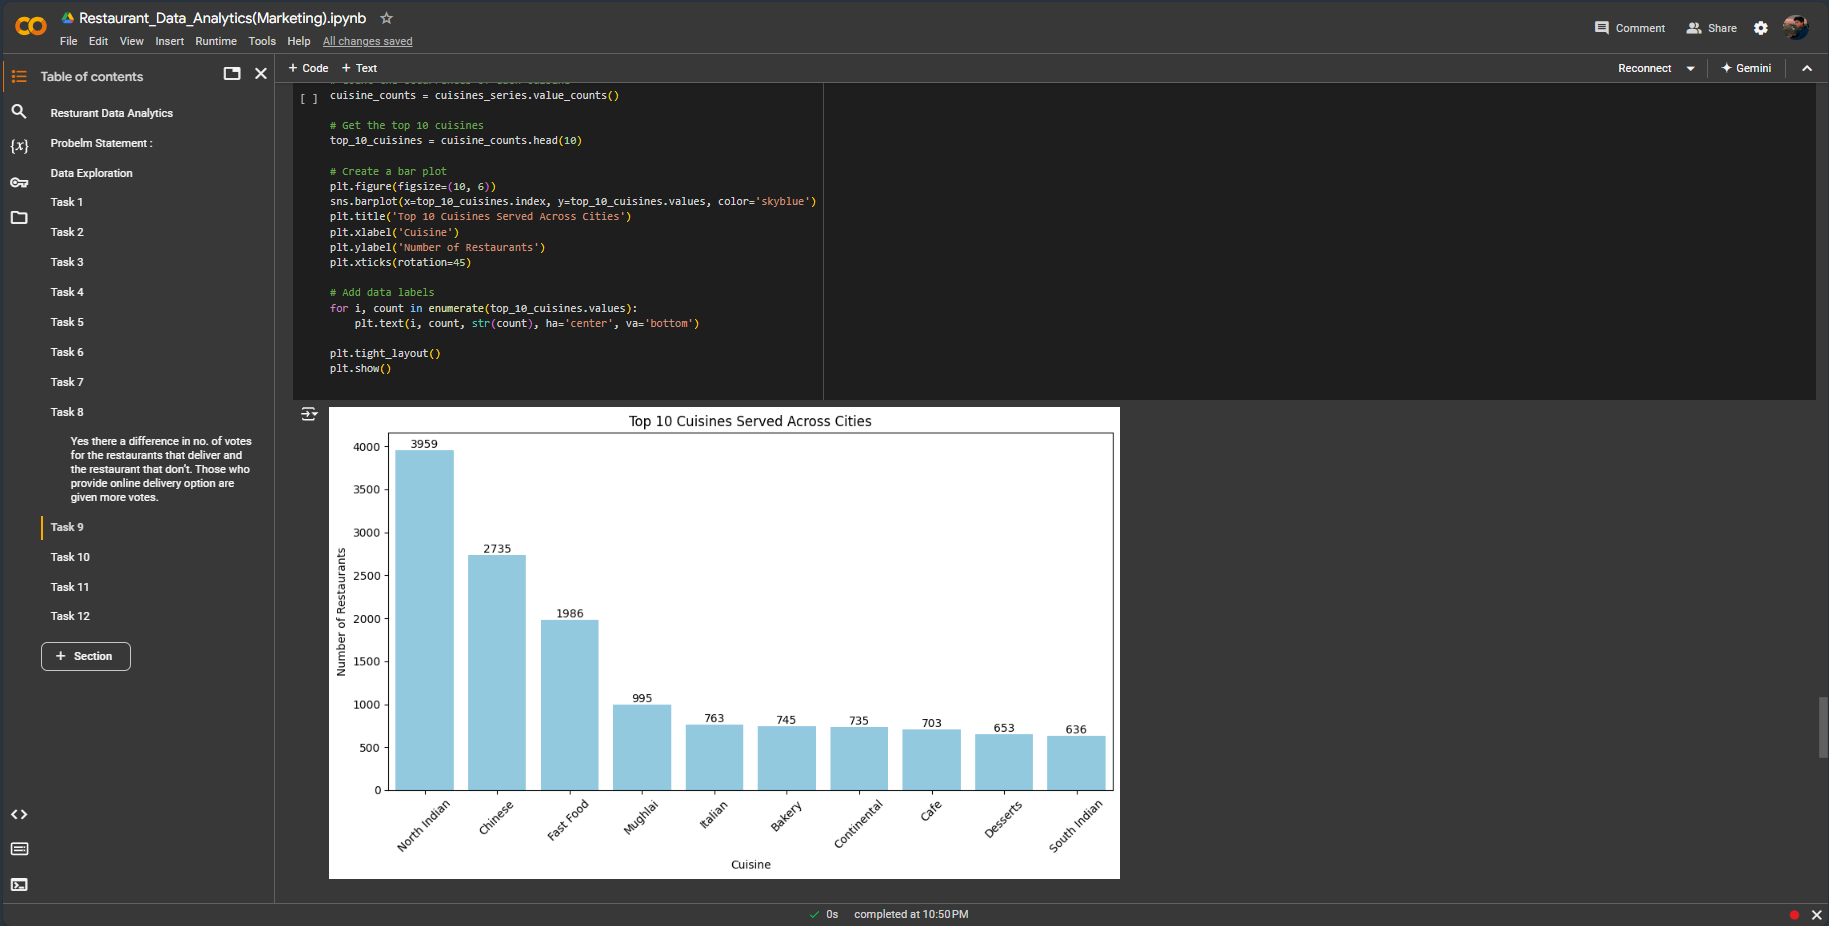 Restaurant_Data_Analytics(Marketing).ipynb
File Edit View Insert Runtime Tools Help All changes saved
Comment Share
Table of contents
+ Code + Text
Reconnect Gemini
Resturant Data Analytics
Probelm Statement :
Data Exploration
Task 1
Task 2
Task 3
Task 4
Task 5
Task 6
Task 7
Task 8
Yes there a difference in no. of votes
for the restaurants that deliver and
the restaurant that don't. Those who
provide online delivery option are
given more votes.
Task 9
Task 10
Task 11
Task 12
+ Section
[ ]
cuisine_counts = cuisines_series.value_counts()
# Get the top 10 cuisines
top_10_cuisines = cuisine_counts.head(10)
# Create a bar plot
plt.figure(figsize=(10, 6))
sns.barplot(x=top_10_cuisines.index, y=top_10_cuisines.values, color='skyblue')
plt.title('Top 10 Cuisines Served Across Cities')
plt.xlabel('Cuisine')
plt.ylabel('Number of Restaurants')
plt.xticks(rotation=45)
# Add data labels
for i, count in enumerate(top_10_cuisines.values):
plt.text(i, count, str(count), ha='center', va='bottom')
plt.tight_layout()
plt.show()
Top 10 Cuisines Served Across Cities
Number of Restaurants
4000
3500
3000
2500
2000
1500
1000
500
0
3959
2735
1986
995
763
745
735
703
653
636
North Indian
Chinese
Fast Food
Mughlai
Italian
Bakery
Continental
Cafe
Desserts
South Indian
Cuisine
0s completed at 10:50 PM